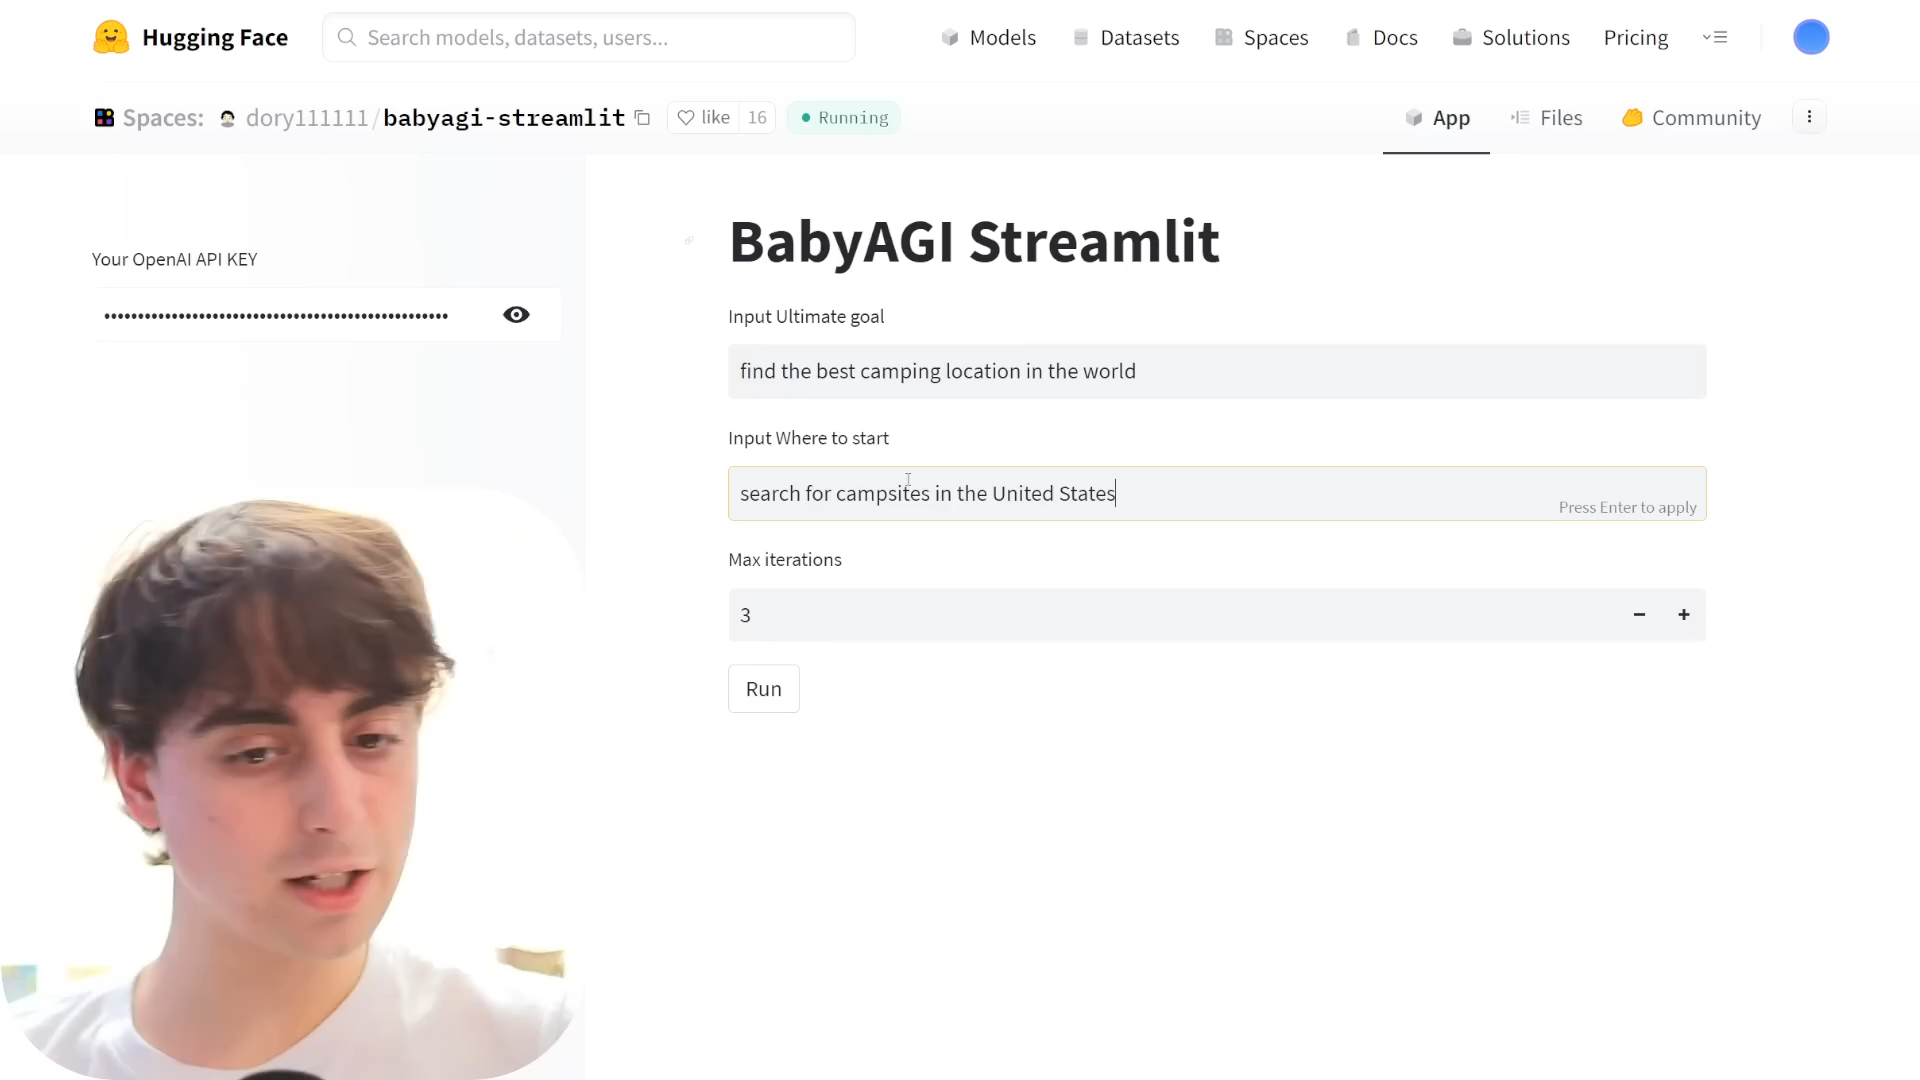 Hugging Face
Search models, datasets, users...
Models
Datasets
Spaces
Docs
Solutions
Pricing
Spaces:
dory111111/babyagi-streamlit
like
16
Running
App
Files
Community
Your OpenAI API KEY
BabyAGI Streamlit
Input Ultimate goal
find the best camping location in the world
Input Where to start
search for campsites in the United States
Press Enter to apply
Max iterations
3
Run